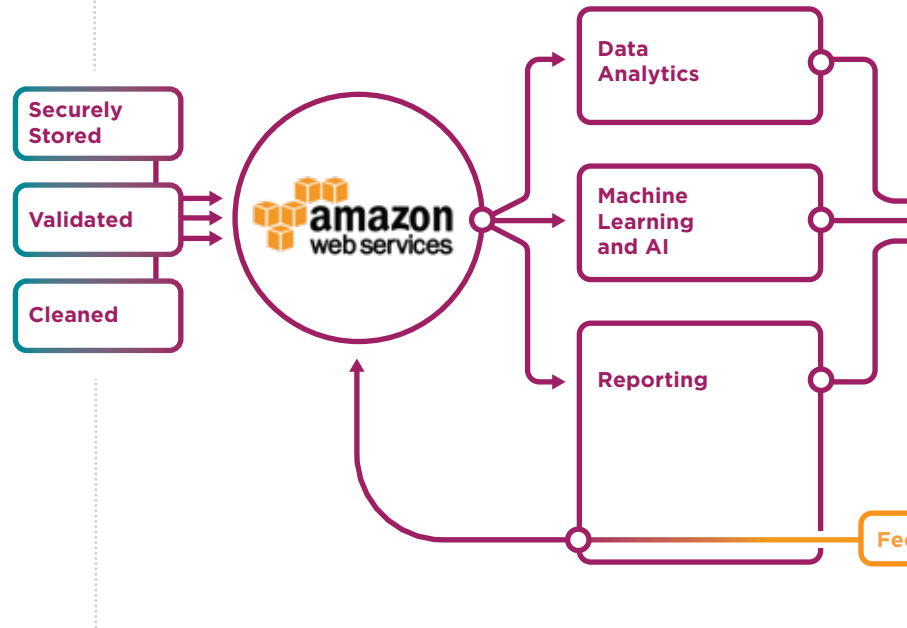 Securely
Stored
Validated
Cleaned
amazon
web services
Data
Analytics
Machine
Learning
and AI
Reporting